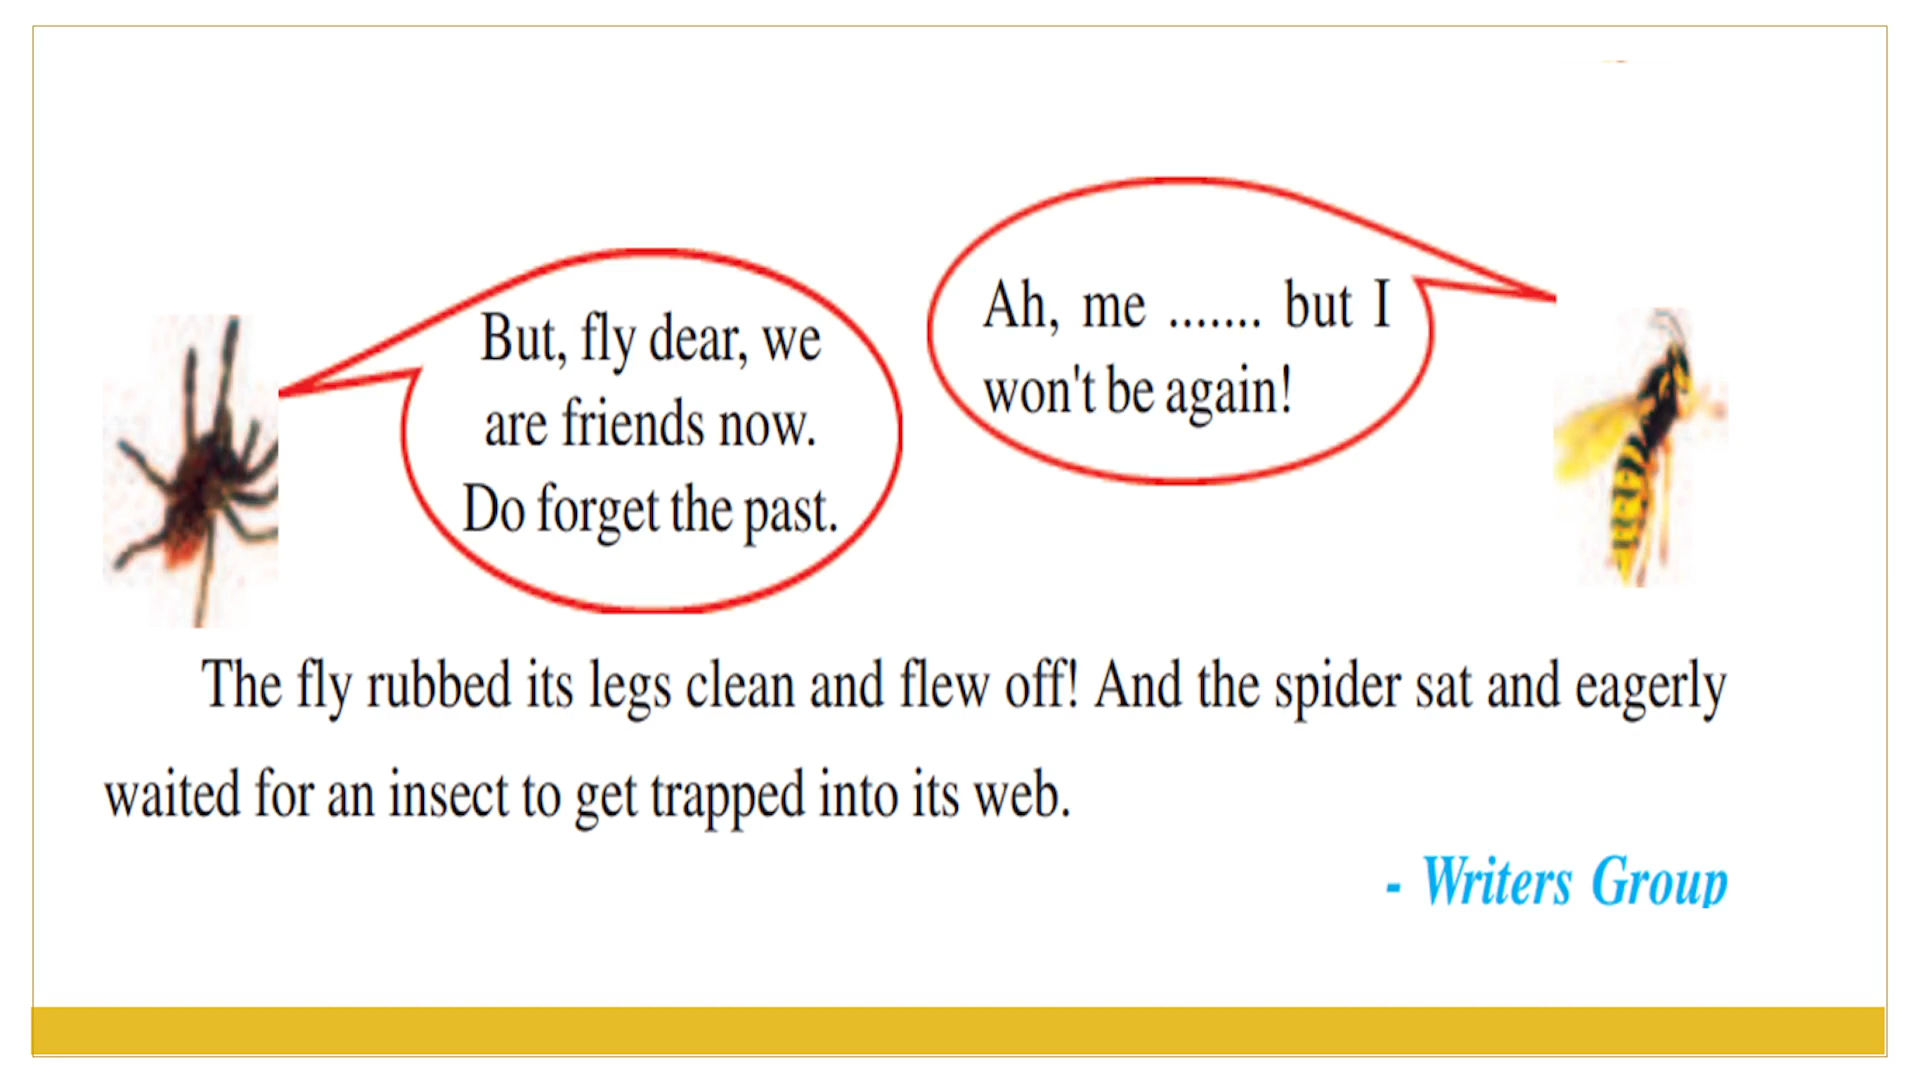 But, fly dear, we
are friends now.
Do forget the past.
Ah, me ....... but I
won't be again!
The fly rubbed its legs clean and flew off! And the spider sat and eagerly
waited for an insect to get trapped into its web.
- Writers Group